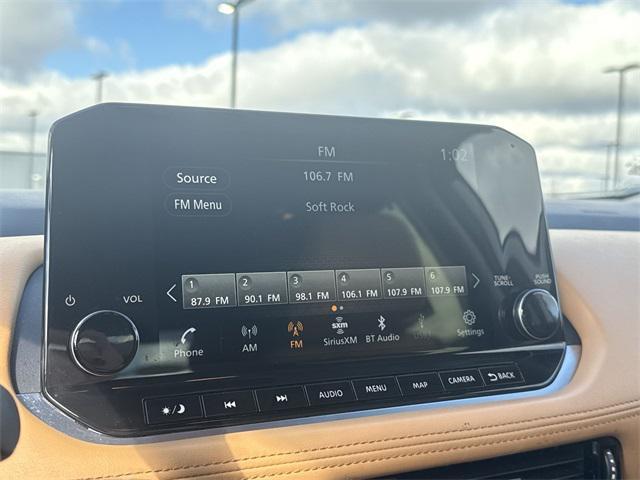 FM
1:02
Source
106.7 FM
FM Menu
Soft Rock
1 2 3 4 5 6
87.9 FM 90.1 FM 98.1 FM 106.1 FM 107.9 FM 107.9 FM
VOL
TUNE-SCROLL
PUSH SOUND
Phone AM FM sxm SiriusXM BT Audio Settings
AUDIO MENU MAP CAMERA BACK